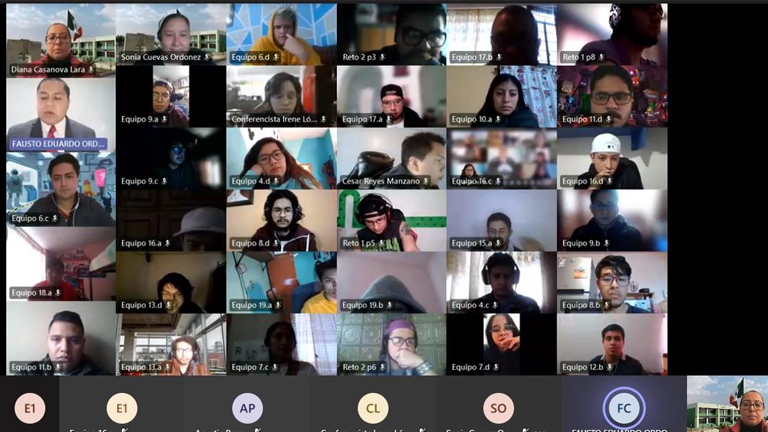 Diana Casanova Lara
Sonia Cuevas Ordonez
Equipo 6.d
Reto 2 p3
Equipo 17.b
Reto 1 p8
FAUSTO EDUARDO ORD...
Equipo 9.a
Conferencista Irene Ló...
Equipo 17.a
Equipo 10.a
Equipo 11.d
Equipo 6.c
Equipo 9.c
Equipo 4.d
Cesar Reyes Manzano
Equipo 16.c
Equipo 16.d
Equipo 18.a
Equipo 16.a
Equipo 8.d
Reto 1 p5
Equipo 15.a
Equipo 9.b
Equipo 13.d
Equipo 19.a
Equipo 19.b
Equipo 4.c
Equipo 8.b
Equipo 11.b
Equipo 13.a
Equipo 7.c
Reto 2 p6
Equipo 7.d
Equipo 12.b
E1
E1
AP
CL
SO
FC
FAUSTO EDUARDO ORDO